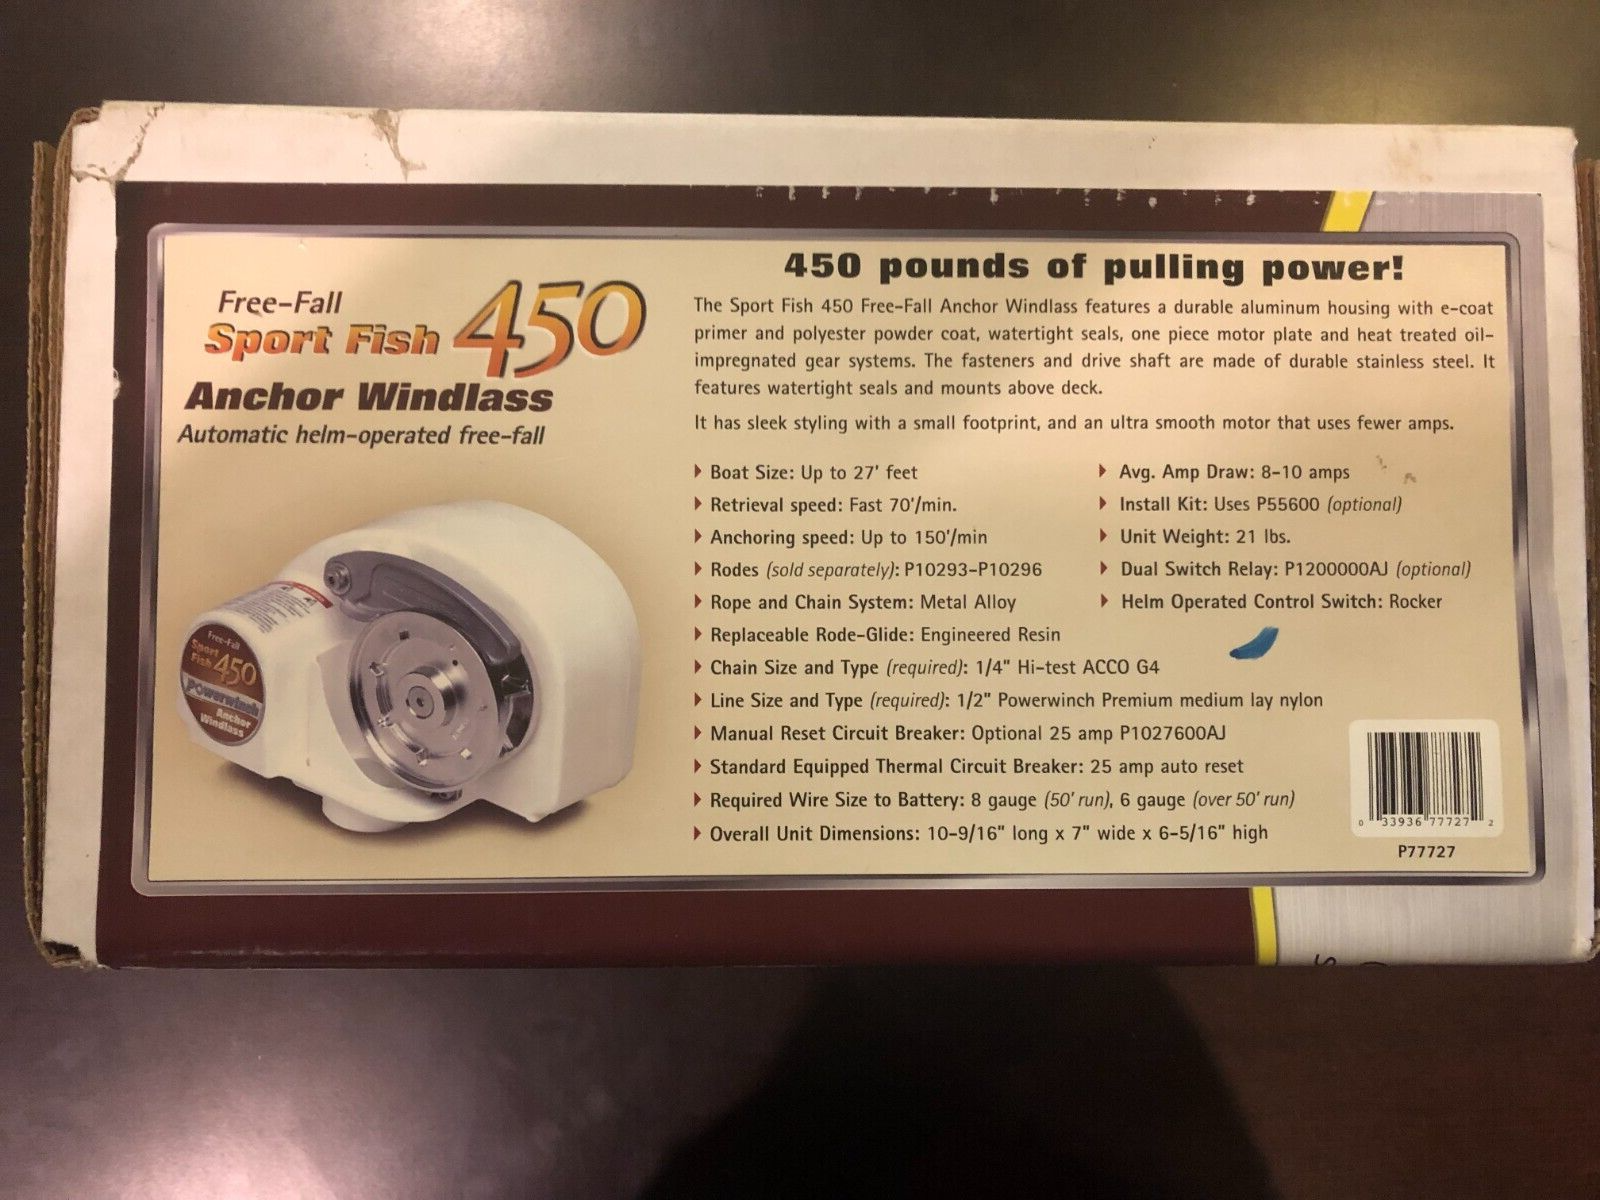 Free-Fall
Sport Fish 450
Anchor Windlass
Automatic helm-operated free-fall
Free-Fall
Sport
Fish 450
powerwinch
Anchor
Windlass
450 pounds of pulling power!
The Sport Fish 450 Free-Fall Anchor Windlass features a durable aluminum housing with e-coat
primer and polyester powder coat, watertight seals, one piece motor plate and heat treated oil-
impregnated gear systems. The fasteners and drive shaft are made of durable stainless steel. It
features watertight seals and mounts above deck.
It has sleek styling with a small footprint, and an ultra smooth motor that uses fewer amps.
Boat Size: Up to 27' feet
Retrieval speed: Fast 70'/min.
Anchoring speed: Up to 150'/min
Rodes (sold separately): P10293-P10296
Rope and Chain System: Metal Alloy
Replaceable Rode-Glide: Engineered Resin
Chain Size and Type (required): 1/4" Hi-test ACCO G4
Line Size and Type (required): 1/2" Powerwinch Premium medium lay nylon
Manual Reset Circuit Breaker: Optional 25 amp P1027600AJ
Standard Equipped Thermal Circuit Breaker: 25 amp auto reset
Required Wire Size to Battery: 8 gauge (50' run), 6 gauge (over 50' run)
Overall Unit Dimensions: 10-9/16" long x 7" wide x 6-5/16" high
Avg. Amp Draw: 8-10 amps
Install Kit: Uses P55600 (optional)
Unit Weight: 21 lbs.
Dual Switch Relay: P1200000AJ (optional)
Helm Operated Control Switch: Rocker
0 33936 77727 2
P77727